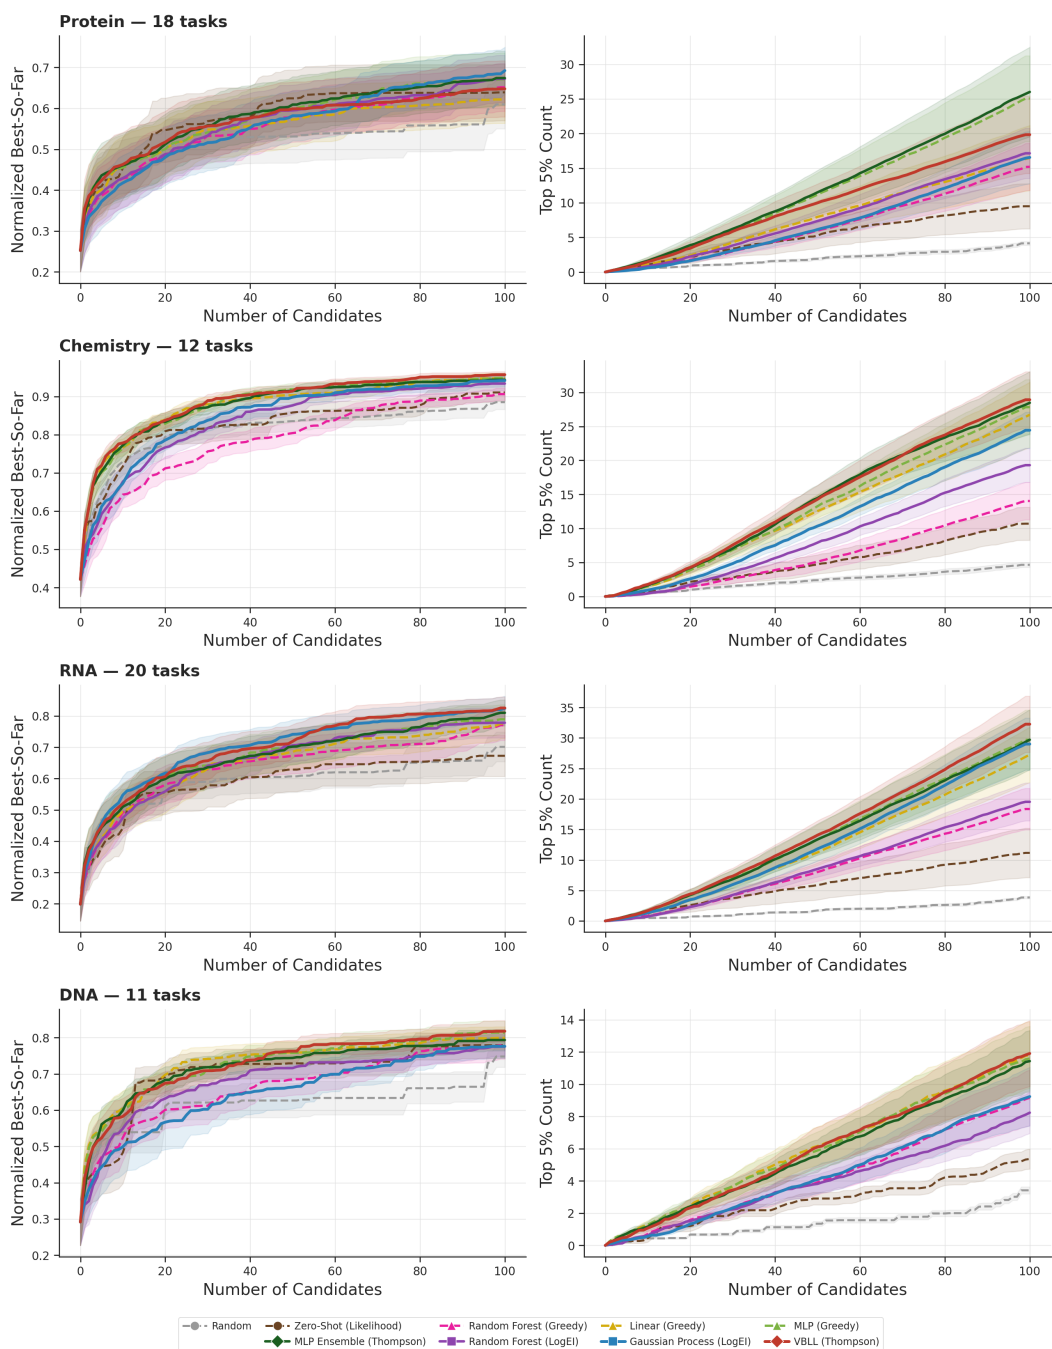 Protein — 18 tasks
Normalized Best-So-Far
0.7
0.6
0.5
0.4
0.3
0.2
0 20 40 60 80 100
Number of Candidates
Top 5% Count
30
25
20
15
10
5
0
0 20 40 60 80 100
Number of Candidates
Chemistry — 12 tasks
Normalized Best-So-Far
0.9
0.8
0.7
0.6
0.5
0.4
0 20 40 60 80 100
Number of Candidates
Top 5% Count
30
25
20
15
10
5
0
0 20 40 60 80 100
Number of Candidates
RNA — 20 tasks
Normalized Best-So-Far
0.8
0.7
0.6
0.5
0.4
0.3
0.2
0 20 40 60 80 100
Number of Candidates
Top 5% Count
35
30
25
20
15
10
5
0
0 20 40 60 80 100
Number of Candidates
DNA — 11 tasks
Normalized Best-So-Far
0.8
0.7
0.6
0.5
0.4
0.3
0.2
0 20 40 60 80 100
Number of Candidates
Top 5% Count
14
12
10
8
6
4
2
0
0 20 40 60 80 100
Number of Candidates
Random Zero-Shot (Likelihood) Random Forest (Greedy) Linear (Greedy) MLP (Greedy)
MLP Ensemble (Thompson) Random Forest (LogEI) Gaussian Process (LogEI) VBLL (Thompson)